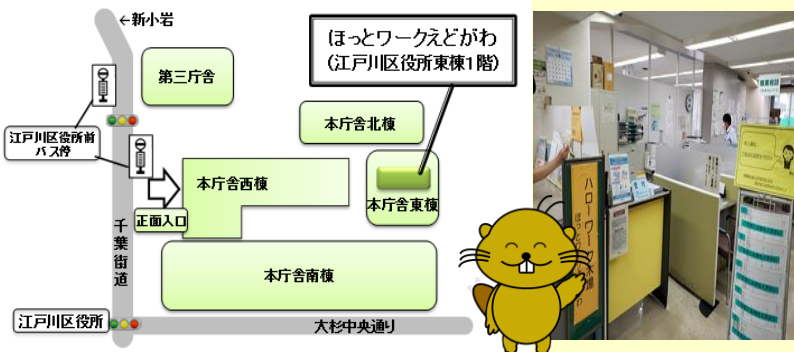 ←新小岩
第三庁舎
ほっとワークえどがわ
(江戸川区役所東棟1階)
本庁舎北棟
江戸川区役所前
バス停
本庁舎西棟
本庁舎東棟
正面入口
千葉街道
本庁舎南棟
江戸川区役所
大杉中央通り
ハローワーク木場